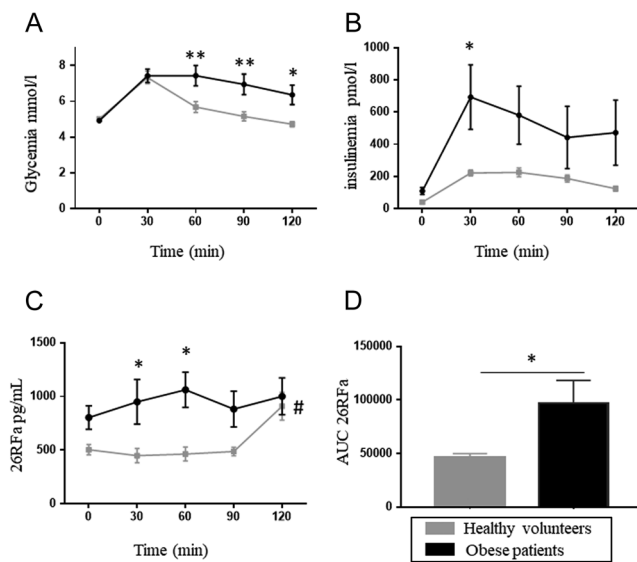 A
Glycemia mmol/l
8
6
4
2
0
** ** *
0 30 60 90 120
Time (min)
B
insulinemia pmol/l
1000
800
600
400
200
0
*
0 30 60 90 120
Time (min)
C
26RFa pg/mL
1500
1000
500
0
* *
#
0 30 60 90 120
Time (min)
D
AUC 26RFa
150000
100000
50000
0
*
Healthy volunteers
Obese patients